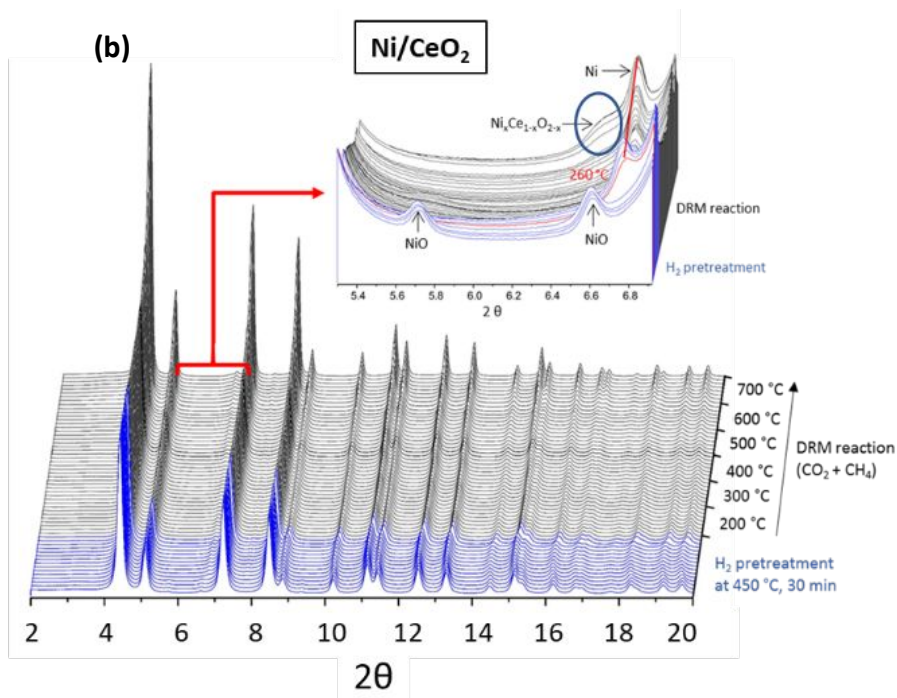 (b)
Ni/CeO₂
Ni
NiₓCe₁₋ₓO₂₋ₓ
260 °C
NiO
NiO
DRM reaction
H₂ pretreatment
5.4 5.6 5.8 6.0 6.2 6.4 6.6 6.8
2 θ
700 °C
600 °C
500 °C
400 °C
300 °C
200 °C
DRM reaction
(CO₂ + CH₄)
H₂ pretreatment
at 450 °C, 30 min
2 4 6 8 10 12 14 16 18 20
2θ